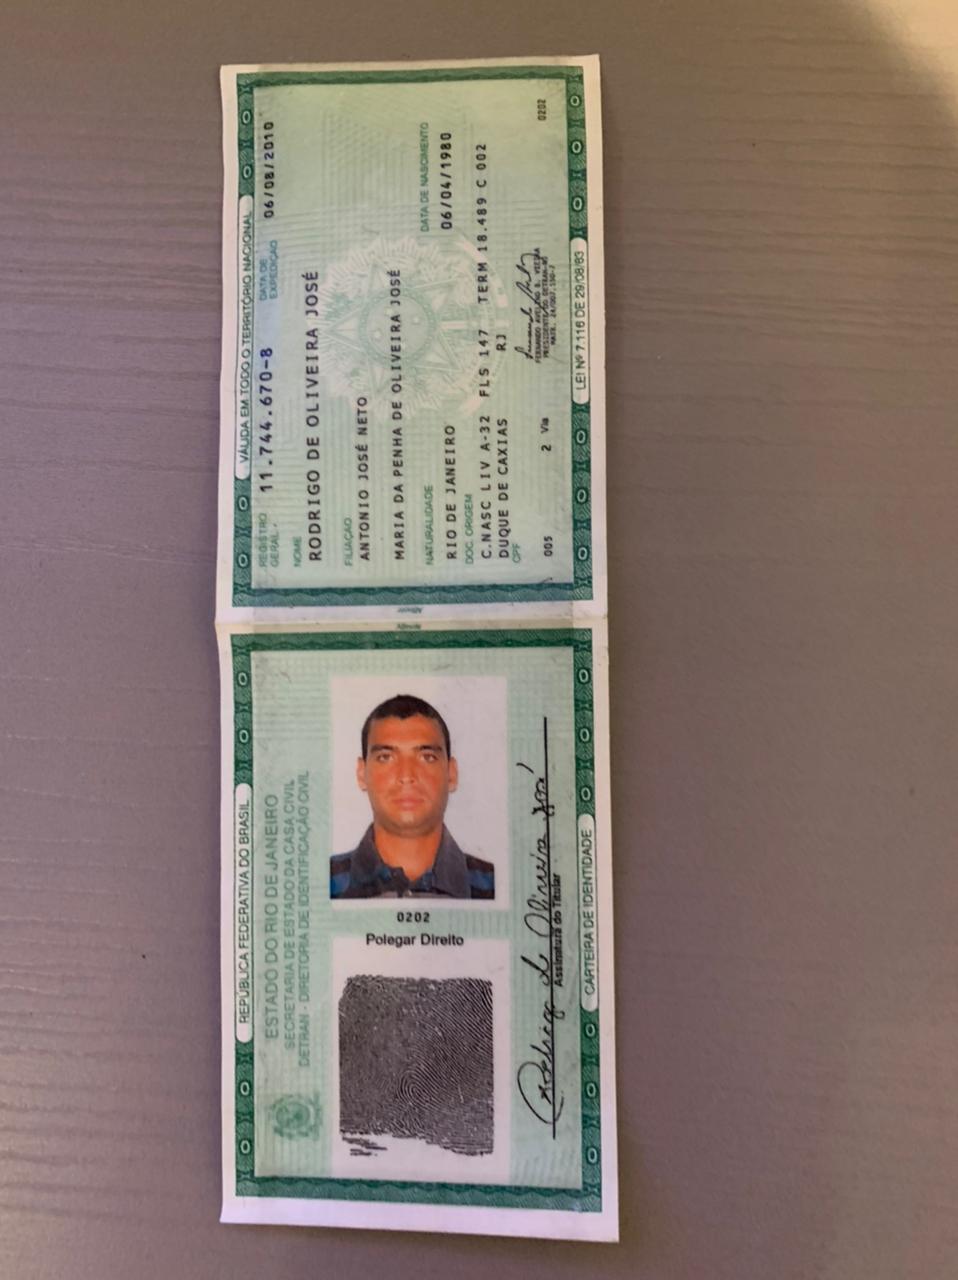 REPÚBLICA FEDERATIVA DO BRASIL
ESTADO DO RIO DE JANEIRO
SECRETARIA DE ESTADO DA CASA CIVIL
DETRAN - DIRETORIA DE IDENTIFICAÇÃO CIVIL
Polegar Direito
0202
Rodrigo de Oliveira José
Assinatura do Titular
CARTEIRA DE IDENTIDADE
VÁLIDA EM TODO O TERRITÓRIO NACIONAL
REGISTRO GERAL - 11.744.670-8 DATA DE EXPEDIÇÃO 06/08/2010
NOME
RODRIGO DE OLIVEIRA JOSÉ
FILIAÇÃO
ANTONIO JOSÉ NETO
MARIA DA PENHA DE OLIVEIRA JOSÉ
NATURALIDADE DATA DE NASCIMENTO
RIO DE JANEIRO 06/04/1980
DOC. ORIGEM
C.NASC LIV A-32 FLS 147 TERM 18.489 C 002
DUQUE DE CAXIAS RJ
CPF
005 2 Via
FERNANDO AVELINO B. VIEIRA
PRESIDENTE DO DETRAN-RJ
MATR. 24/007.150-7
0202
LEI Nº 7.116 DE 29/08/83